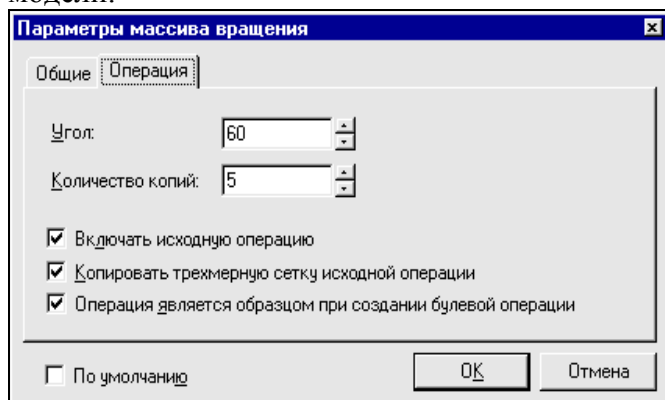 модели.
Параметры массива вращения
Общие Операция
Угол: 60
Количество копий: 5
Включать исходную операцию
Копировать трехмерную сетку исходной операции
Операция является образцом при создании булевой операции
По умолчанию OK Отмена